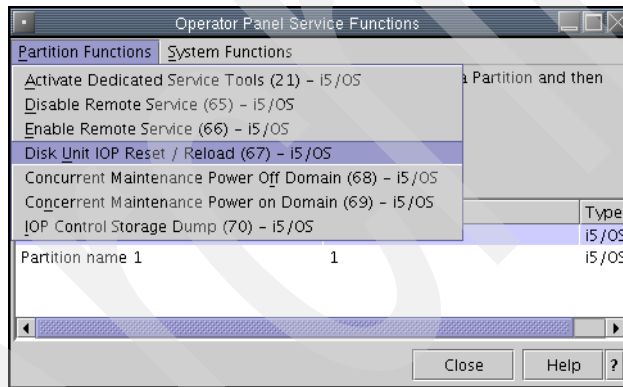 Operator Panel Service Functions
Partition Functions System Functions
Activate Dedicated Service Tools (21) – i5/OS
a Partition and then
Disable Remote Service (65) – i5/OS
Enable Remote Service (66) – i5/OS
Disk Unit IOP Reset / Reload (67) – i5/OS
Concurrent Maintenance Power Off Domain (68) – i5/OS
Concerrent Maintenance Power on Domain (69) – i5/OS
IOP Control Storage Dump (70) – i5/OS
Type
i5/OS
Partition name 1 1 i5/OS
Close Help ?